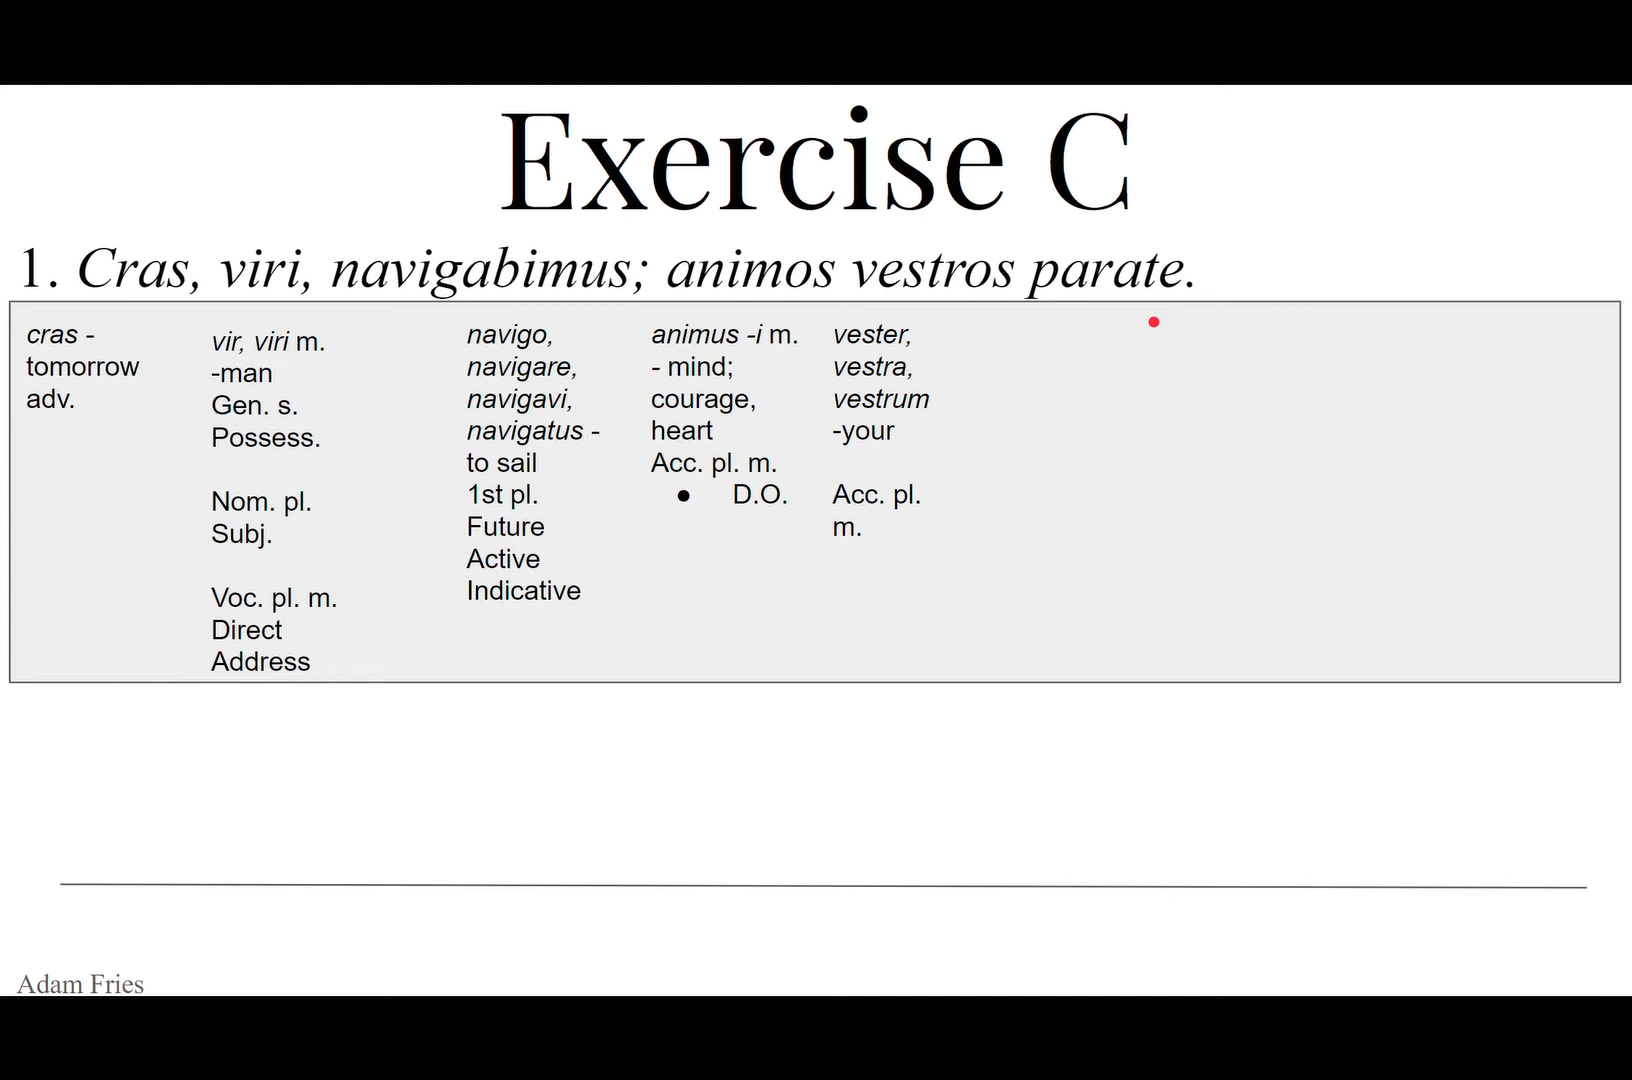 Exercise C
1. Cras, viri, navigabimus; animos vestros parate.
cras -
tomorrow
adv.
vir, viri m.
-man
Gen. s.
Possess.
Nom. pl.
Subj.
Voc. pl. m.
Direct
Address
navigo,
navigare,
navigavi,
navigatus -
to sail
1st pl.
Future
Active
Indicative
animus -i m.
- mind;
courage,
heart
Acc. pl. m.
● D.O.
vester,
vestra,
vestrum
-your
Acc. pl.
m.
Adam Fries